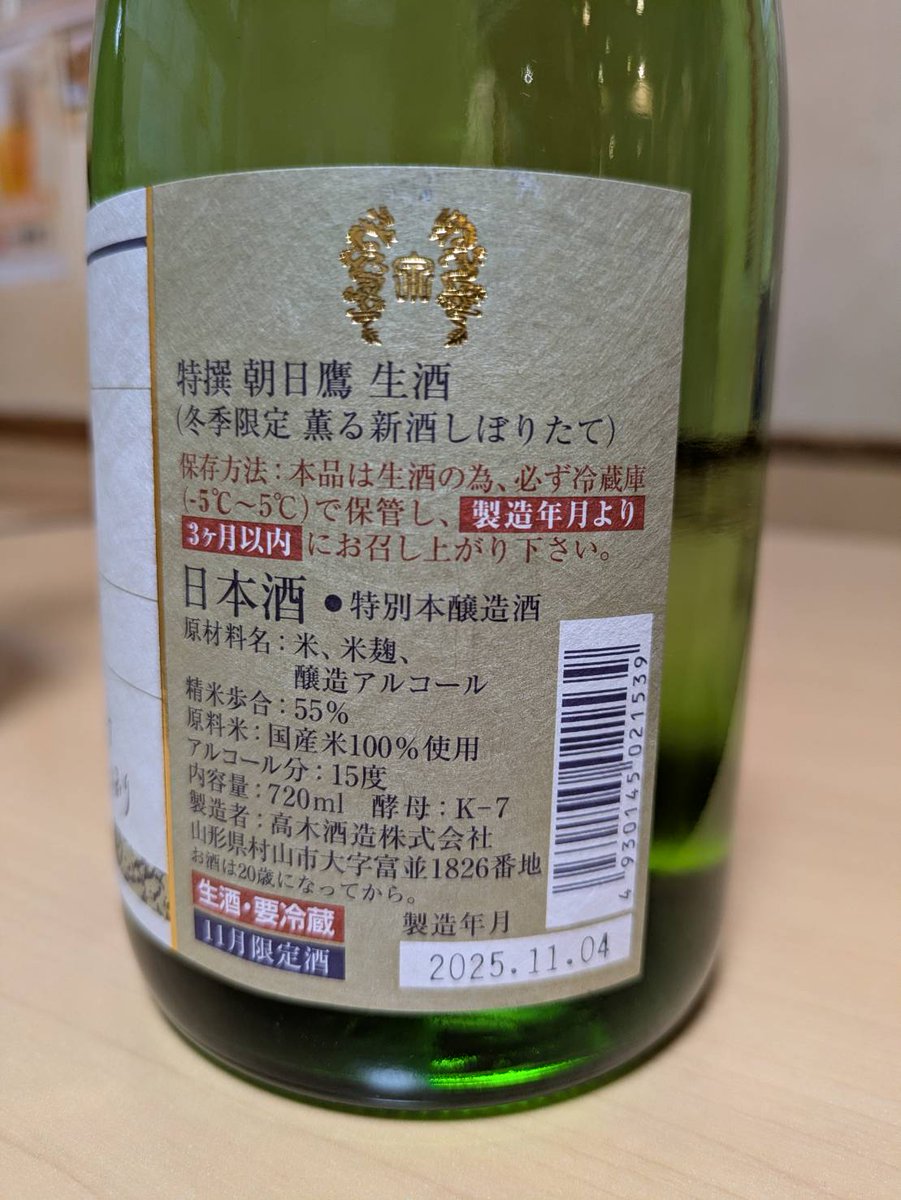 特撰 朝日鷹 生酒
(冬季限定 薫る新酒しぼりたて)
保存方法:本品は生酒の為、必ず冷蔵庫
(-5℃〜5℃)で保管し、製造年月より
3ヶ月以内にお召し上がり下さい。
日本酒 ●特別本醸造酒
原材料名:米、米麹、
醸造アルコール
精米歩合:55%
原料米:国産米100%使用
アルコール分:15度
内容量:720ml 酵母:K-7
製造者:高木酒造株式会社
山形県村山市大字富並1826番地
お酒は20歳になってから。
生酒・要冷蔵
11月限定酒
製造年月
2025.11.04
4 930145 021539